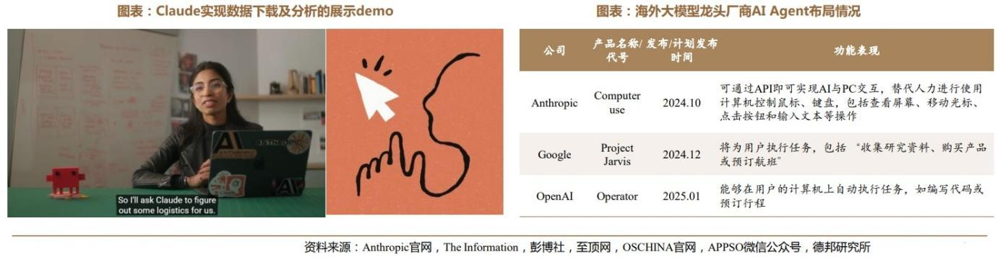 图表：Claude实现数据下载及分析的展示demo
AI
ANTHROPIC
ANTHROPIC
So I'll ask Claude to figure
out some logistics for us.
图表：海外大模型龙头厂商AI Agent布局情况
公司 产品名称/代号 发布/计划发布时间 功能表现
Anthropic Computer use 2024.10 可通过API即可实现AI与PC交互，替代人力进行使用
计算机控制鼠标、键盘，包括查看屏幕、移动光标、
点击按钮和输入文本等操作
Google Project Jarvis 2024.12 将为用户执行任务，包括 “收集研究资料、购买产品
或预订航班”
OpenAI Operator 2025.01 能够在用户的计算机上自动执行任务，如编写代码或
预订行程
资料来源：Anthropic官网，The Information，彭博社，至顶网，OSCHINA官网，APPSO微信公众号，德邦研究所